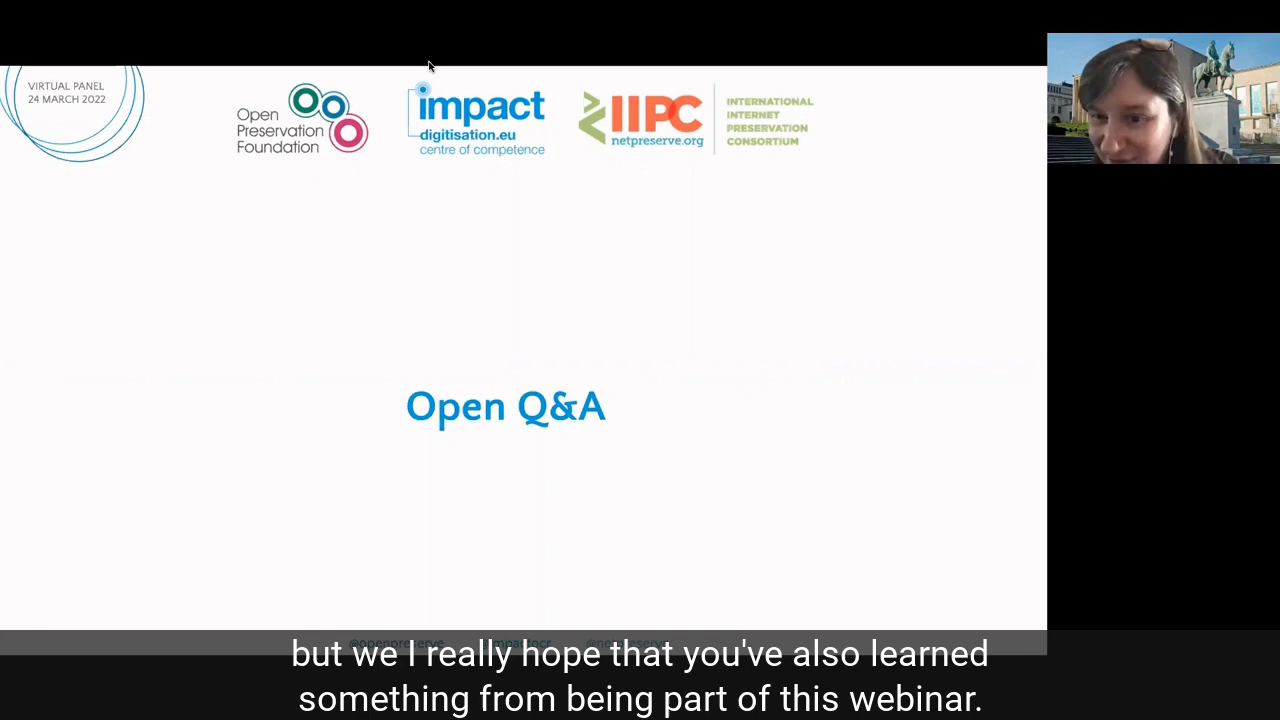 VIRTUAL PANEL
24 MARCH 2022
Open
Preservation
Foundation
impact
digitisation.eu
centre of competence
IIPC
netpreserve.org
INTERNATIONAL
INTERNET
PRESERVATION
CONSORTIUM
Open Q&A
@openpreserve
but we I really hope that you've also learned
something from being part of this webinar.